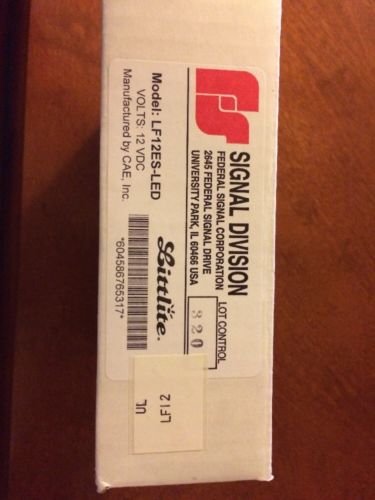 FS
SIGNAL DIVISION
FEDERAL SIGNAL CORPORATION
2645 FEDERAL SIGNAL DRIVE
UNIVERSITY PARK, IL 60466 USA
LOT CONTROL
320
Model: LF12ES-LED
VOLTS: 12 VDC
Manufactured by CAE, Inc.
Littlite®
*604586765317*
LF12
UL